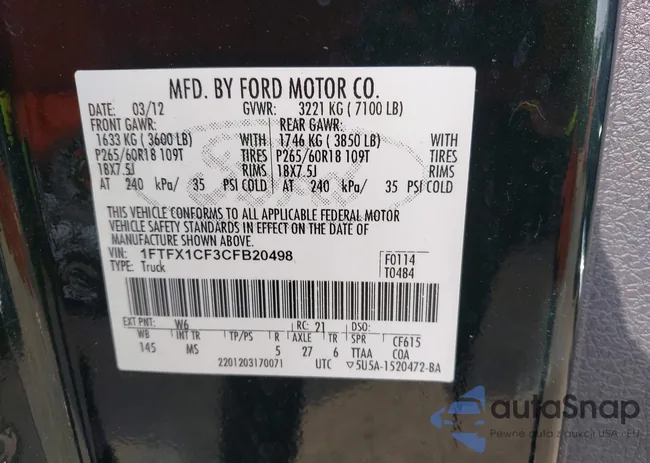 MFD. BY FORD MOTOR CO.
DATE: 03/12 GVWR: 3221 KG ( 7100 LB)
FRONT GAWR: REAR GAWR:
1633 KG ( 3600 LB) WITH 1746 KG ( 3850 LB) WITH
P265/60R18 109T TIRES P265/60R18 109T TIRES
18X7.5J RIMS 18X7.5J RIMS
AT 240 kPa/ 35 PSI COLD AT 240 kPa/ 35 PSI COLD
THIS VEHICLE CONFORMS TO ALL APPLICABLE FEDERAL MOTOR
VEHICLE SAFETY STANDARDS IN EFFECT ON THE DATE OF
MANUFACTURE SHOWN ABOVE.
VIN: 1FTFX1CF3CFB20498 F0114
TYPE: Truck T0484
EXT PNT: W6 RC: 21 DSO:
WB INT TR TP/PS R AXLE TR SPR CF615
145 MS 5 27 6 TTAA COA
2201203170071 UTC ▽5U5A-1520472-BA
autoSnap
Pewne auta z aukcji USA i EU